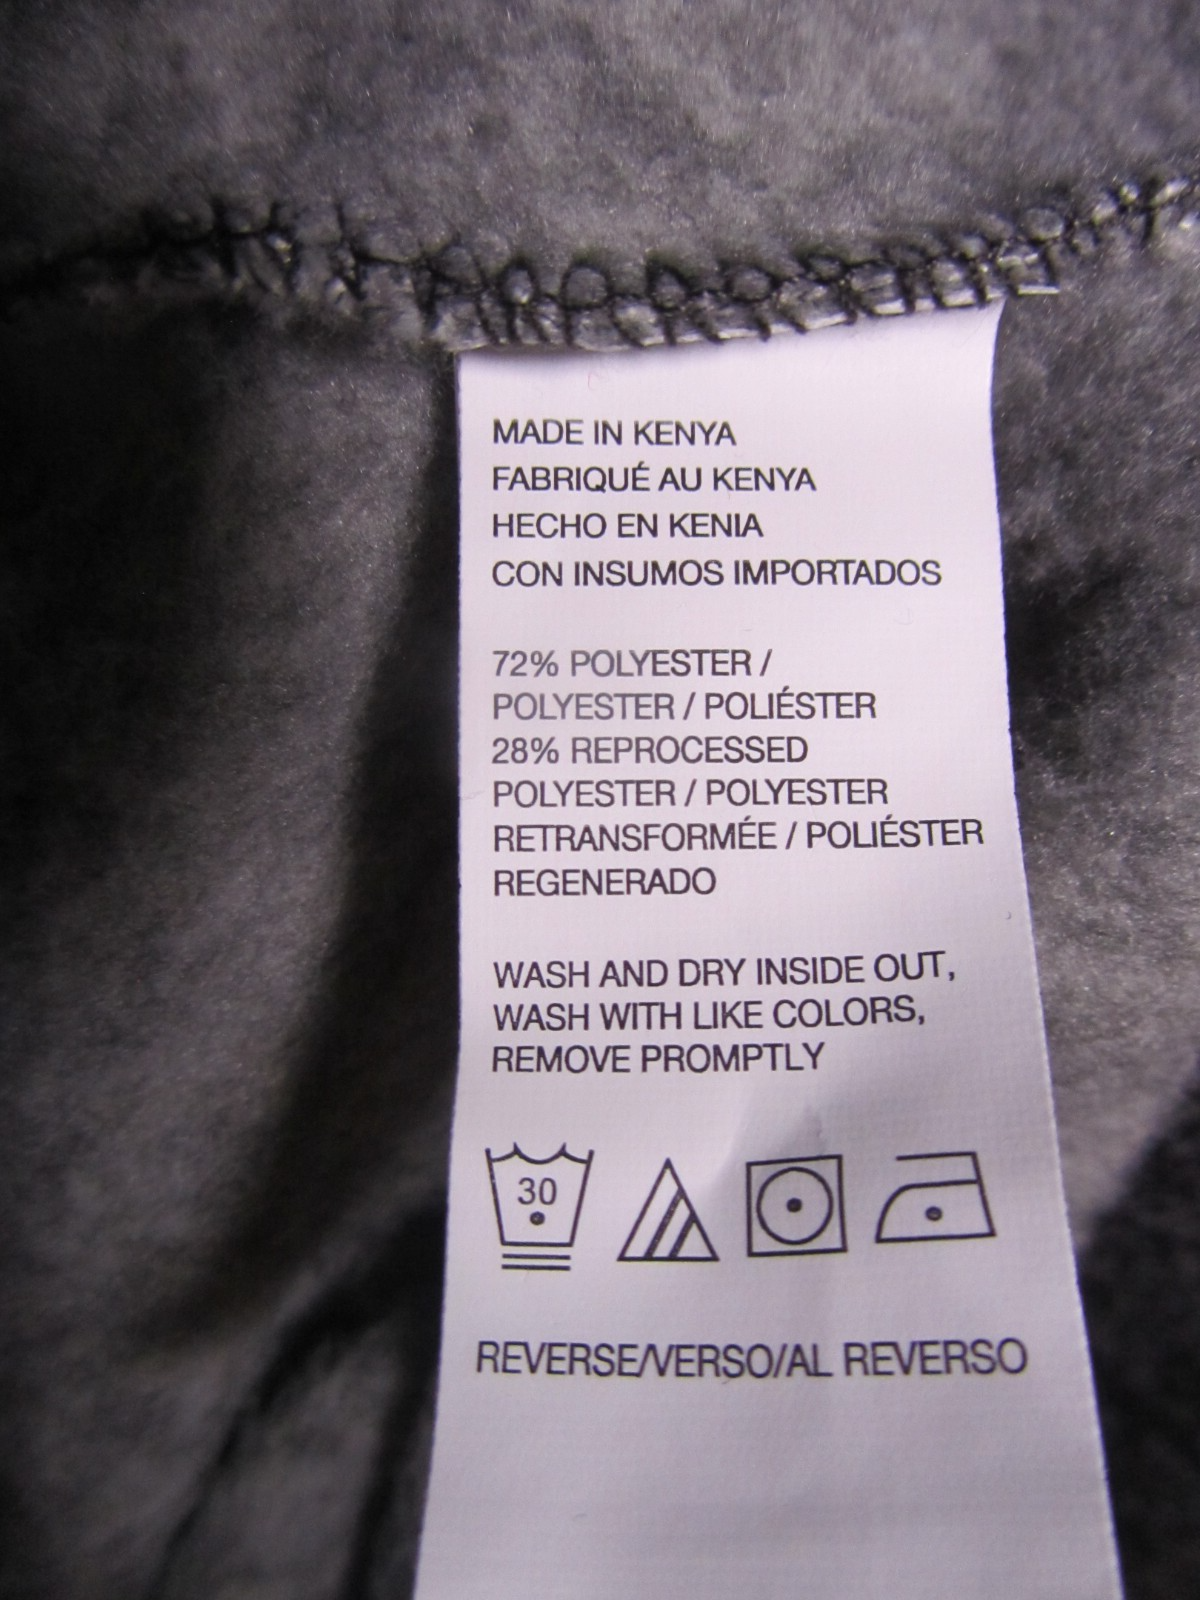 MADE IN KENYA
FABRIQUÉ AU KENYA
HECHO EN KENIA
CON INSUMOS IMPORTADOS
72% POLYESTER /
POLYESTER / POLIÉSTER
28% REPROCESSED
POLYESTER / POLYESTER
RETRANSFORMÉE / POLIÉSTER
REGENERADO
WASH AND DRY INSIDE OUT,
WASH WITH LIKE COLORS,
REMOVE PROMPTLY
30
REVERSE/VERSO/AL REVERSO